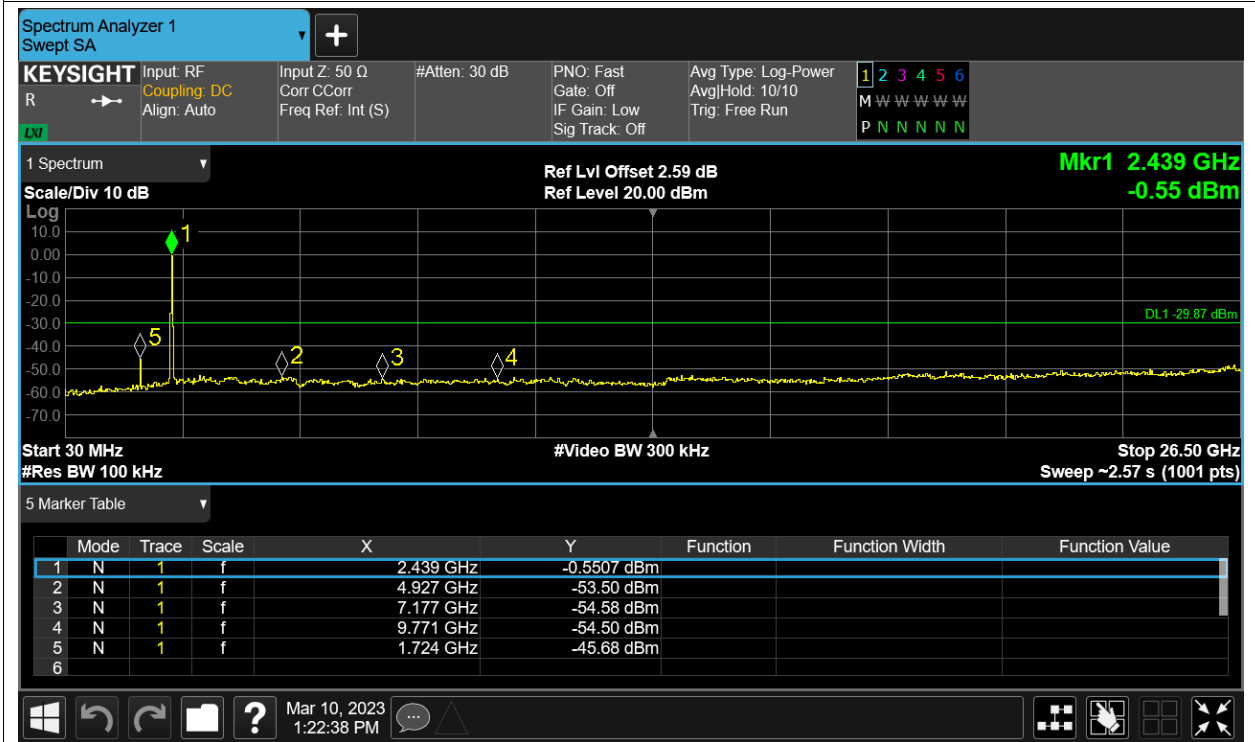 Spectrum Analyzer 1
Swept SA
KEYSIGHT
R
LXI
Input: RF
Coupling: DC
Align: Auto
Input Z: 50 Ω
Corr CCorr
Freq Ref: Int (S)
#Atten: 30 dB
PNO: Fast
Gate: Off
IF Gain: Low
Sig Track: Off
Avg Type: Log-Power
Avg|Hold: 10/10
Trig: Free Run
1 2 3 4 5 6
M W W W W W
P N N N N N
1 Spectrum
Scale/Div 10 dB
Ref Lvl Offset 2.59 dB
Ref Level 20.00 dBm
Mkr1 2.439 GHz
-0.55 dBm
Log
10.0
0.00
-10.0
-20.0
-30.0
-40.0
-50.0
-60.0
-70.0
1
5
2
3
4
DL1 -29.87 dBm
Start 30 MHz
#Video BW 300 kHz
Stop 26.50 GHz
#Res BW 100 kHz
Sweep ~2.57 s (1001 pts)
5 Marker Table
Mode Trace Scale X Y Function Function Width Function Value
1 N 1 f 2.439 GHz -0.5507 dBm
2 N 1 f 4.927 GHz -53.50 dBm
3 N 1 f 7.177 GHz -54.58 dBm
4 N 1 f 9.771 GHz -54.50 dBm
5 N 1 f 1.724 GHz -45.68 dBm
6
?
Mar 10, 2023
1:22:38 PM